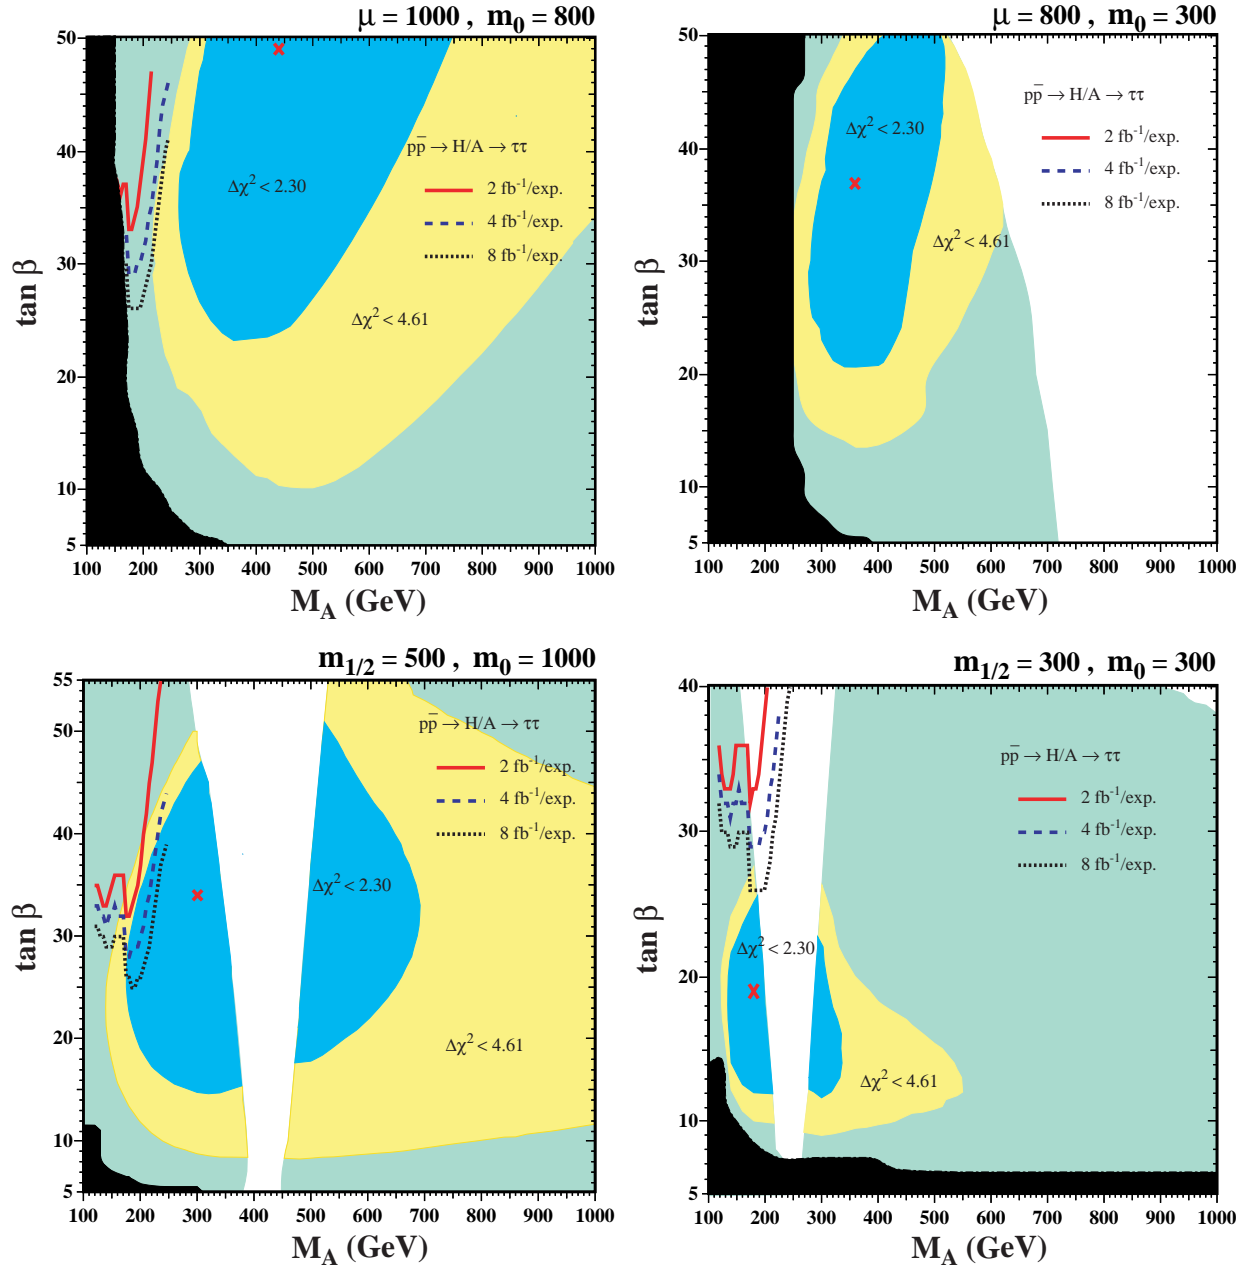 μ = 1000 , m0 = 800
50
40
30
20
10
5
tan β
pp̅ → H/A → ττ
Δχ² < 2.30
2 fb⁻¹/exp.
4 fb⁻¹/exp.
8 fb⁻¹/exp.
Δχ² < 4.61
100 200 300 400 500 600 700 800 900 1000
M_A (GeV)
μ = 800 , m0 = 300
50
40
30
20
10
5
tan β
pp̅ → H/A → ττ
Δχ² < 2.30
2 fb⁻¹/exp.
4 fb⁻¹/exp.
8 fb⁻¹/exp.
Δχ² < 4.61
100 200 300 400 500 600 700 800 900 1000
M_A (GeV)
m1/2 = 500 , m0 = 1000
55
50
40
30
20
10
5
tan β
pp̅ → H/A → ττ
2 fb⁻¹/exp.
4 fb⁻¹/exp.
8 fb⁻¹/exp.
Δχ² < 2.30
Δχ² < 4.61
100 200 300 400 500 600 700 800 900 1000
M_A (GeV)
m1/2 = 300 , m0 = 300
40
30
20
10
5
tan β
pp̅ → H/A → ττ
2 fb⁻¹/exp.
4 fb⁻¹/exp.
8 fb⁻¹/exp.
Δχ² < 2.30
Δχ² < 4.61
100 200 300 400 500 600 700 800 900 1000
M_A (GeV)